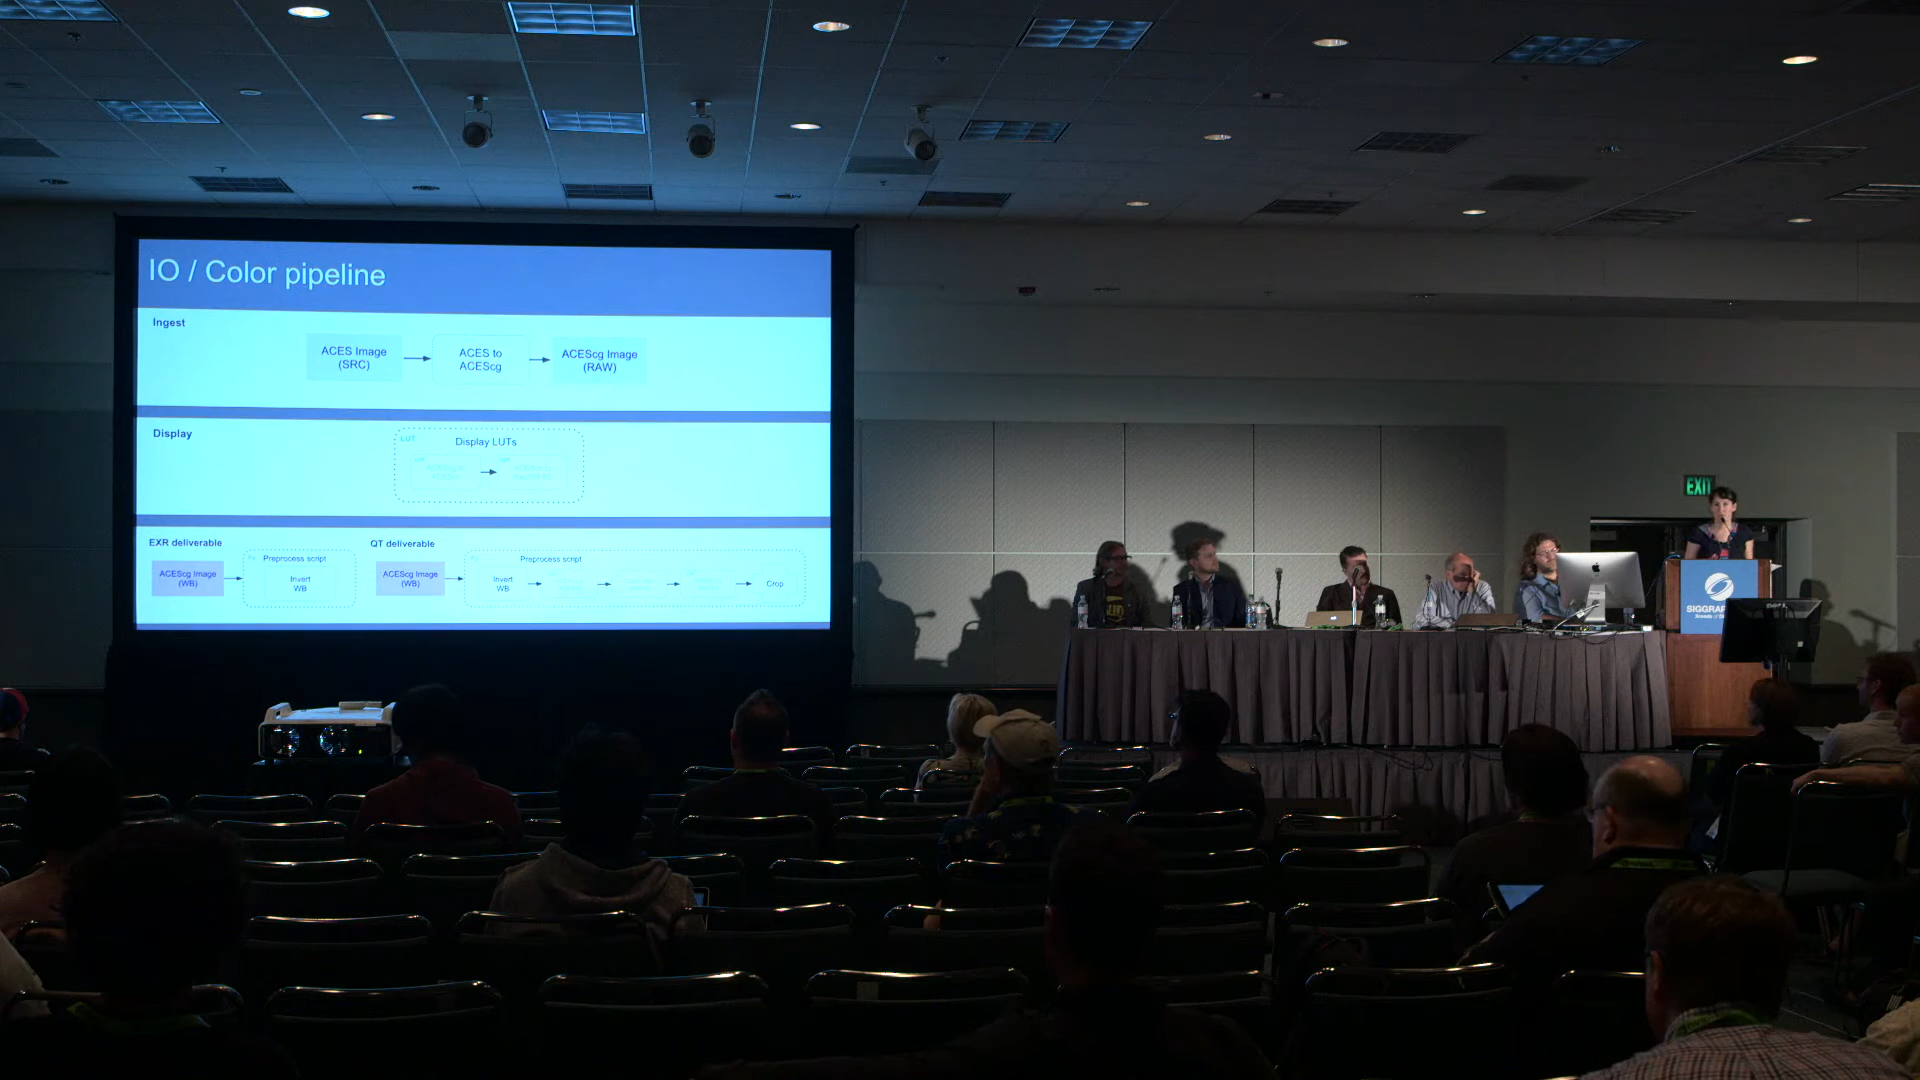 IO / Color pipeline
Ingest
ACES Image
(SRC)
ACES to
ACEScg
ACEScg Image
(RAW)
Display
LUT
Display LUTs
EXR deliverable
ACEScg Image
(WB)
Preprocess script
Invert
WB
QT deliverable
ACEScg Image
(WB)
Preprocess script
Invert
WB
Crop
EXIT